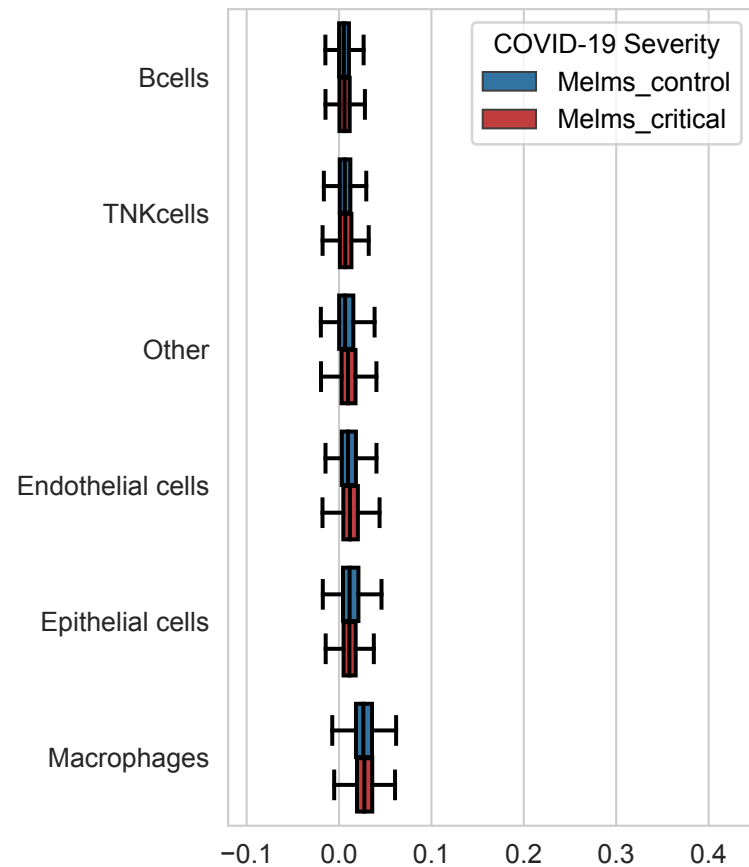 COVID-19 Severity
Melms_control
Melms_critical
Bcells
TNKcells
Other
Endothelial cells
Epithelial cells
Macrophages
−0.1 0.0 0.1 0.2 0.3 0.4